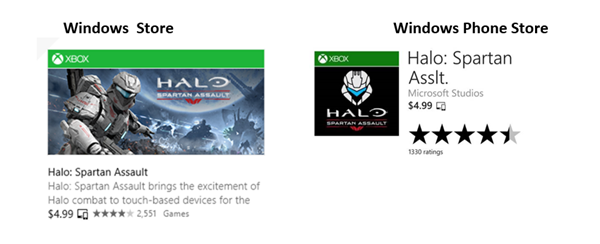 Windows Store
XBOX
HALO
SPARTAN ASSAULT
Halo: Spartan Assault
Halo: Spartan Assault brings the excitement of
Halo combat to touch-based devices for the
$4.99 2,551 Games
Windows Phone Store
XBOX
HALO
SPARTAN ASSAULT
Halo: Spartan
Asslt.
Microsoft Studios
$4.99
1330 ratings